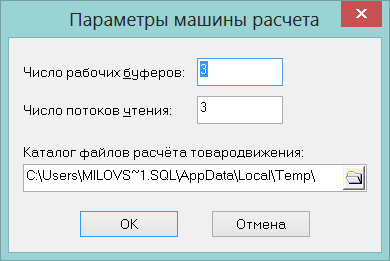 Параметры машины расчета
Число рабочих буферов: 3
Число потоков чтения: 3
Каталог файлов расчёта товародвижения:
C:\Users\MILOVS~1.SQL\AppData\Local\Temp\
OK Отмена